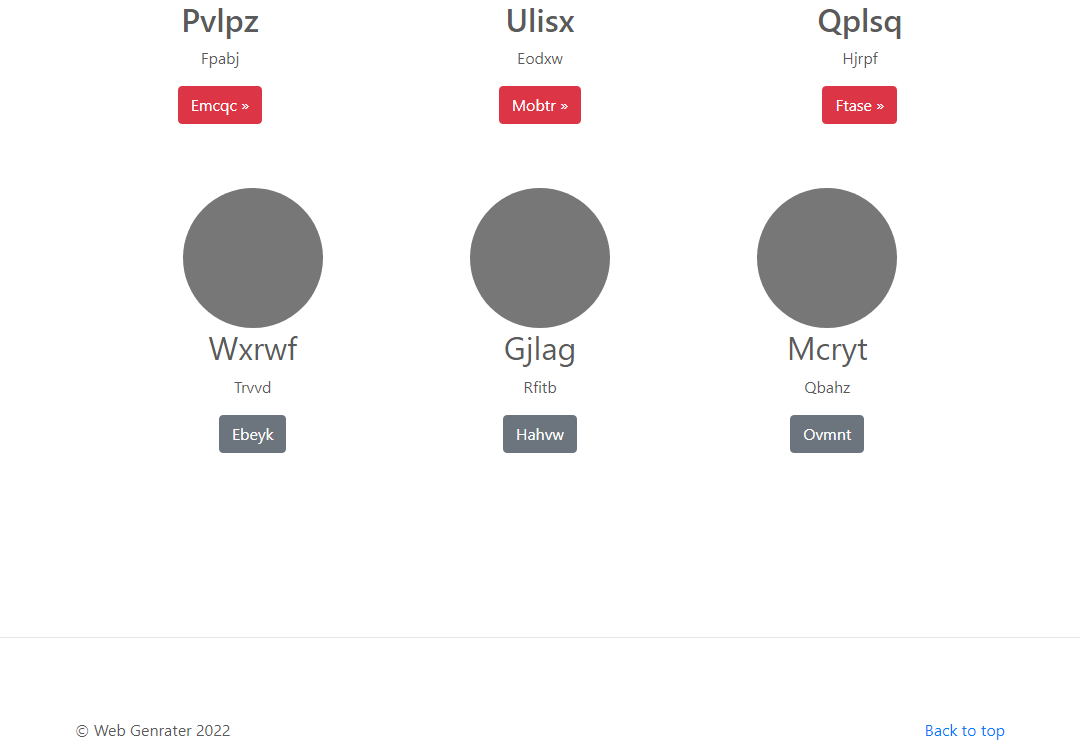 Pvlpz Ulisx Qplsq
Fpabj Eodxw Hjrpf
Emcqc » Mobtr » Ftase »
Wxrwf Gjlag Mcryt
Trvvd Rfitb Qbahz
Ebeyk Hahvw Ovmnt
© Web Genrater 2022 Back to top